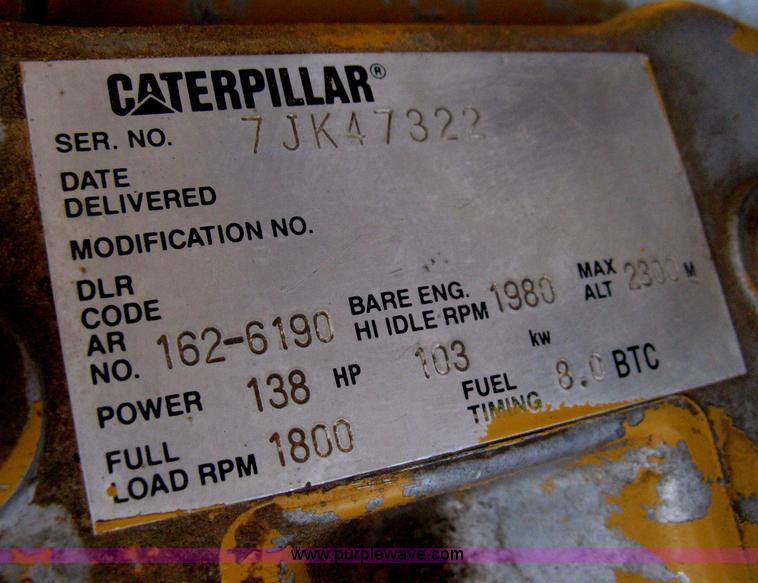 CATERPILLAR®
SER. NO. 7JK47322
DATE
DELIVERED
MODIFICATION NO.
DLR
CODE
AR
NO. 162-6190
BARE ENG.
HI IDLE RPM 1980
MAX
ALT 2300 M
POWER 138 HP 103 kw
FULL
LOAD RPM 1800
FUEL
TIMING 8.0 BTC
www.purplewave.com